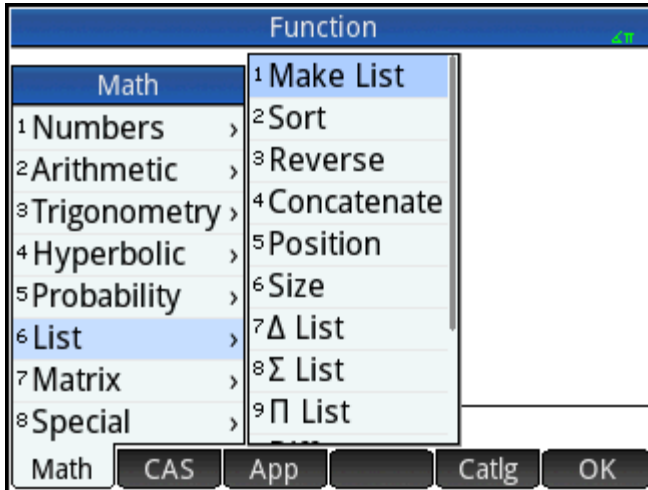 Function
∡π
Math
1 Numbers ›
2 Arithmetic ›
3 Trigonometry ›
4 Hyperbolic ›
5 Probability ›
6 List ›
7 Matrix ›
8 Special ›
1 Make List
2 Sort
3 Reverse
4 Concatenate
5 Position
6 Size
7 Δ List
8 Σ List
9 Π List
Math CAS App Catlg OK